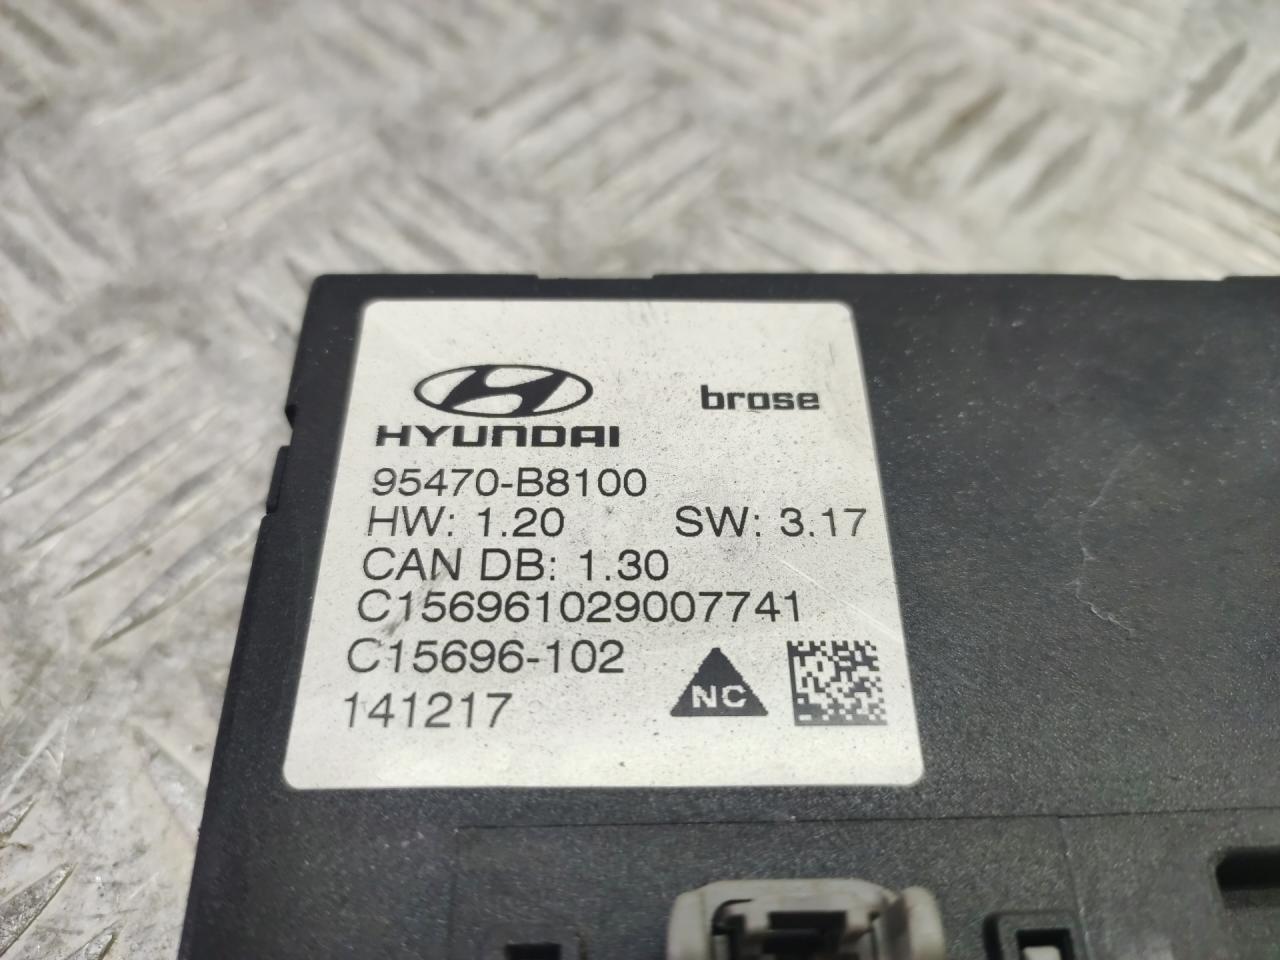 HYUNDAI brose
95470-B8100
HW: 1.20 SW: 3.17
CAN DB: 1.30
C156961029007741
C15696-102
NC
141217